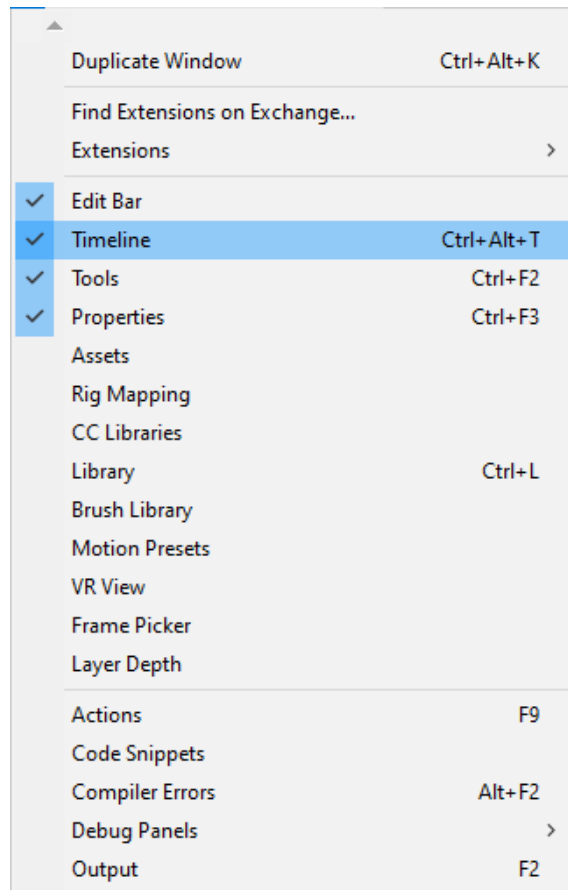 Duplicate Window Ctrl+Alt+K
Find Extensions on Exchange...
Extensions
Edit Bar
Timeline Ctrl+Alt+T
Tools Ctrl+F2
Properties Ctrl+F3
Assets
Rig Mapping
CC Libraries
Library Ctrl+L
Brush Library
Motion Presets
VR View
Frame Picker
Layer Depth
Actions F9
Code Snippets
Compiler Errors Alt+F2
Debug Panels
Output F2